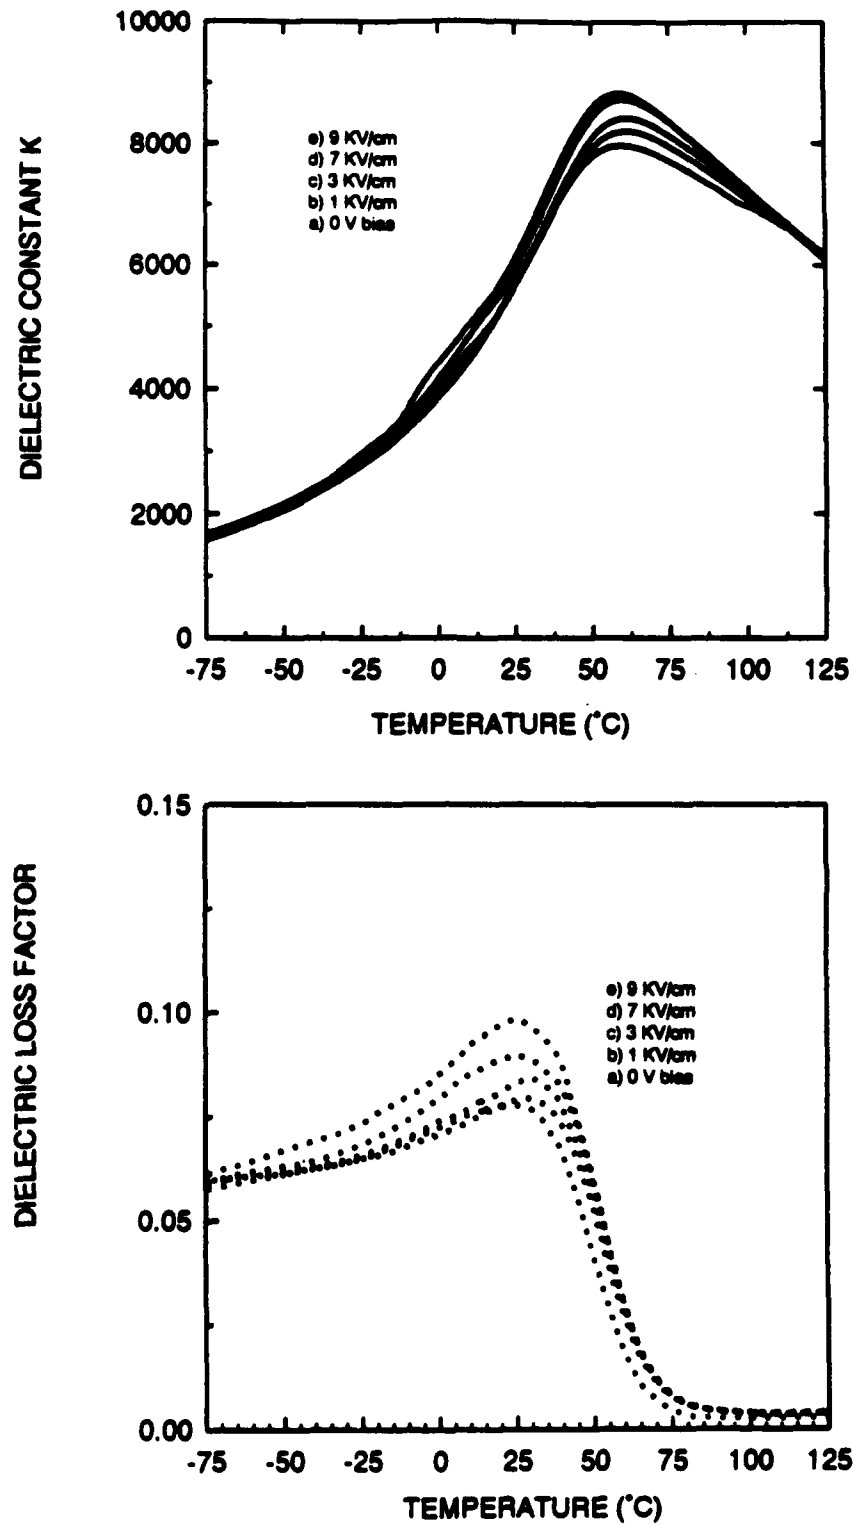 10000
8000
6000
4000
2000
0
DIELECTRIC CONSTANT K
e) 9 KV/cm
d) 7 KV/cm
c) 3 KV/cm
b) 1 KV/cm
a) 0 V bias
-75 -50 -25 0 25 50 75 100 125
TEMPERATURE (°C)
0.15
0.10
0.05
0.00
DIELECTRIC LOSS FACTOR
e) 9 KV/cm
d) 7 KV/cm
c) 3 KV/cm
b) 1 KV/cm
a) 0 V bias
-75 -50 -25 0 25 50 75 100 125
TEMPERATURE (°C)